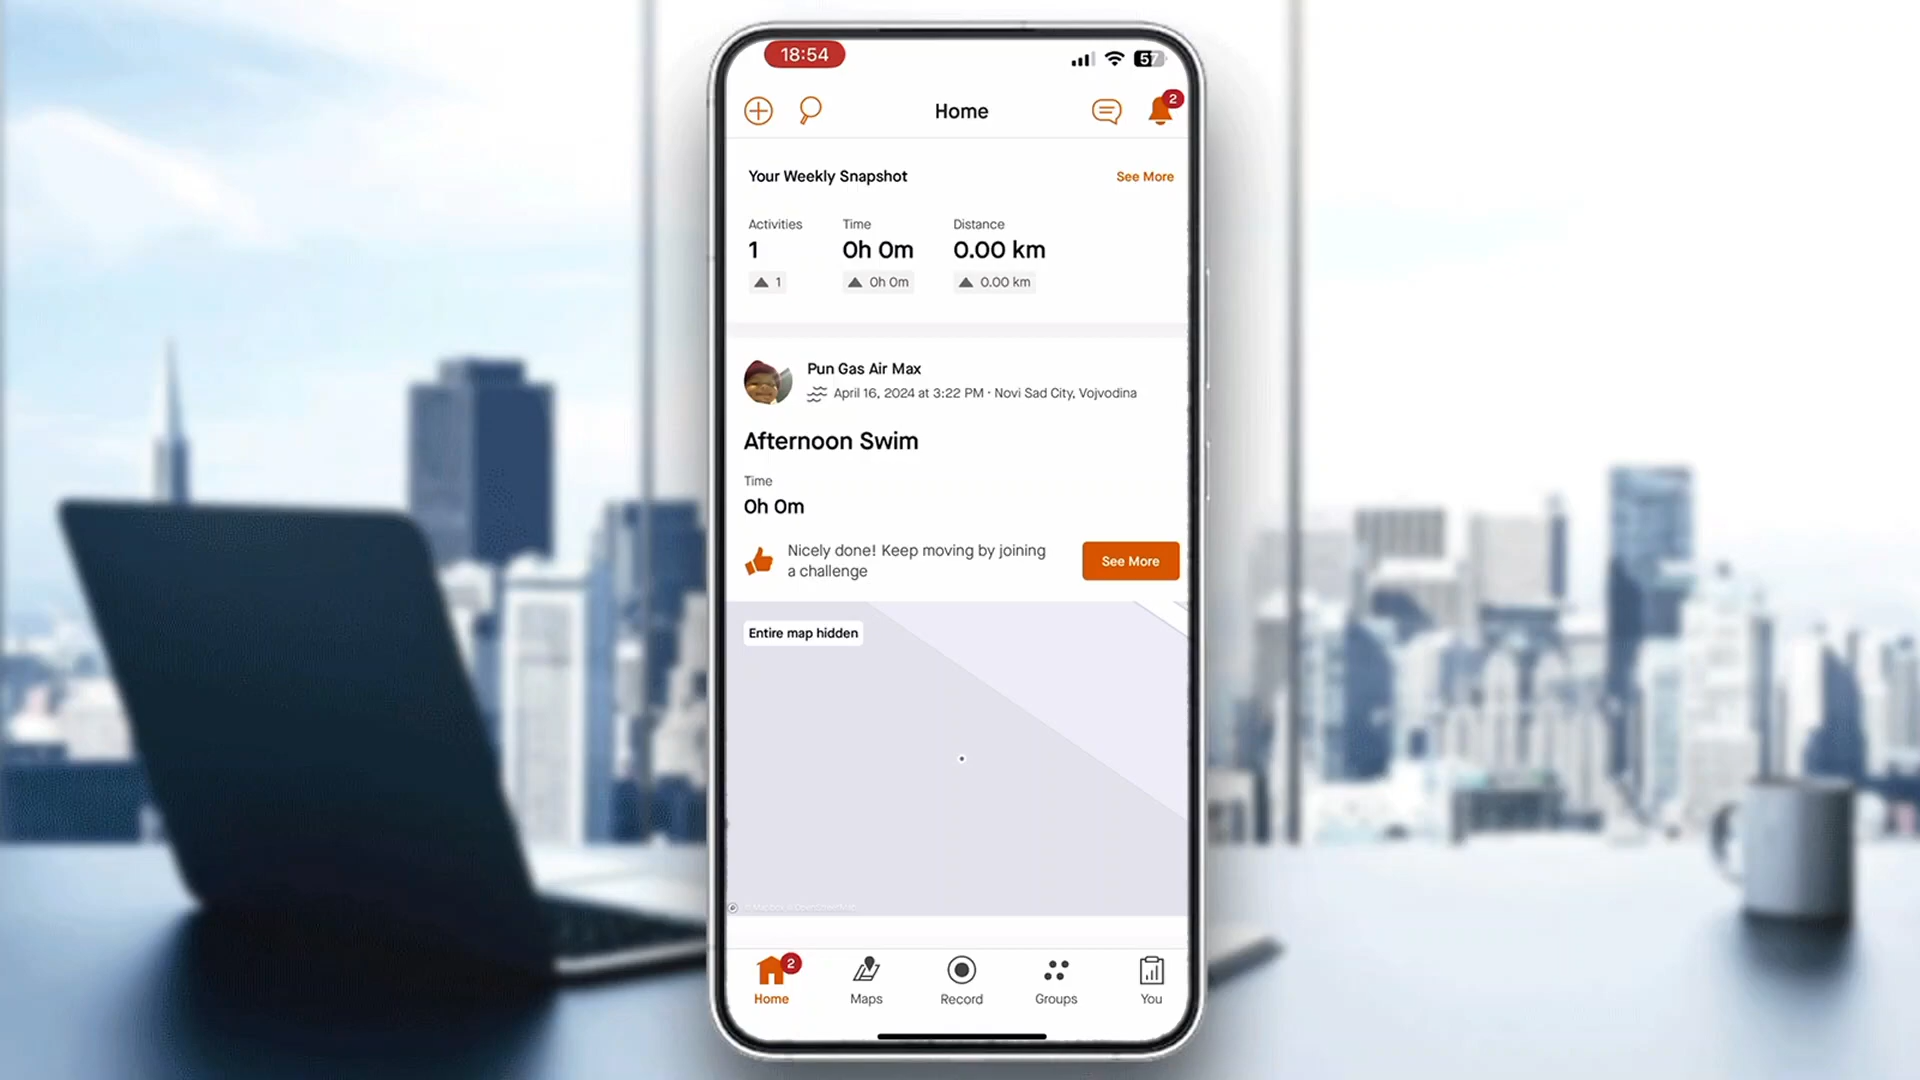 18:54
57
Home
2
Your Weekly Snapshot
See More
Activities
Time
Distance
1
0h 0m
0.00 km
1
0h 0m
0.00 km
Pun Gas Air Max
April 16, 2024 at 3:22 PM · Novi Sad City, Vojvodina
Afternoon Swim
Time
0h 0m
Nicely done! Keep moving by joining
a challenge
See More
Entire map hidden
2
Home
Maps
Record
Groups
You